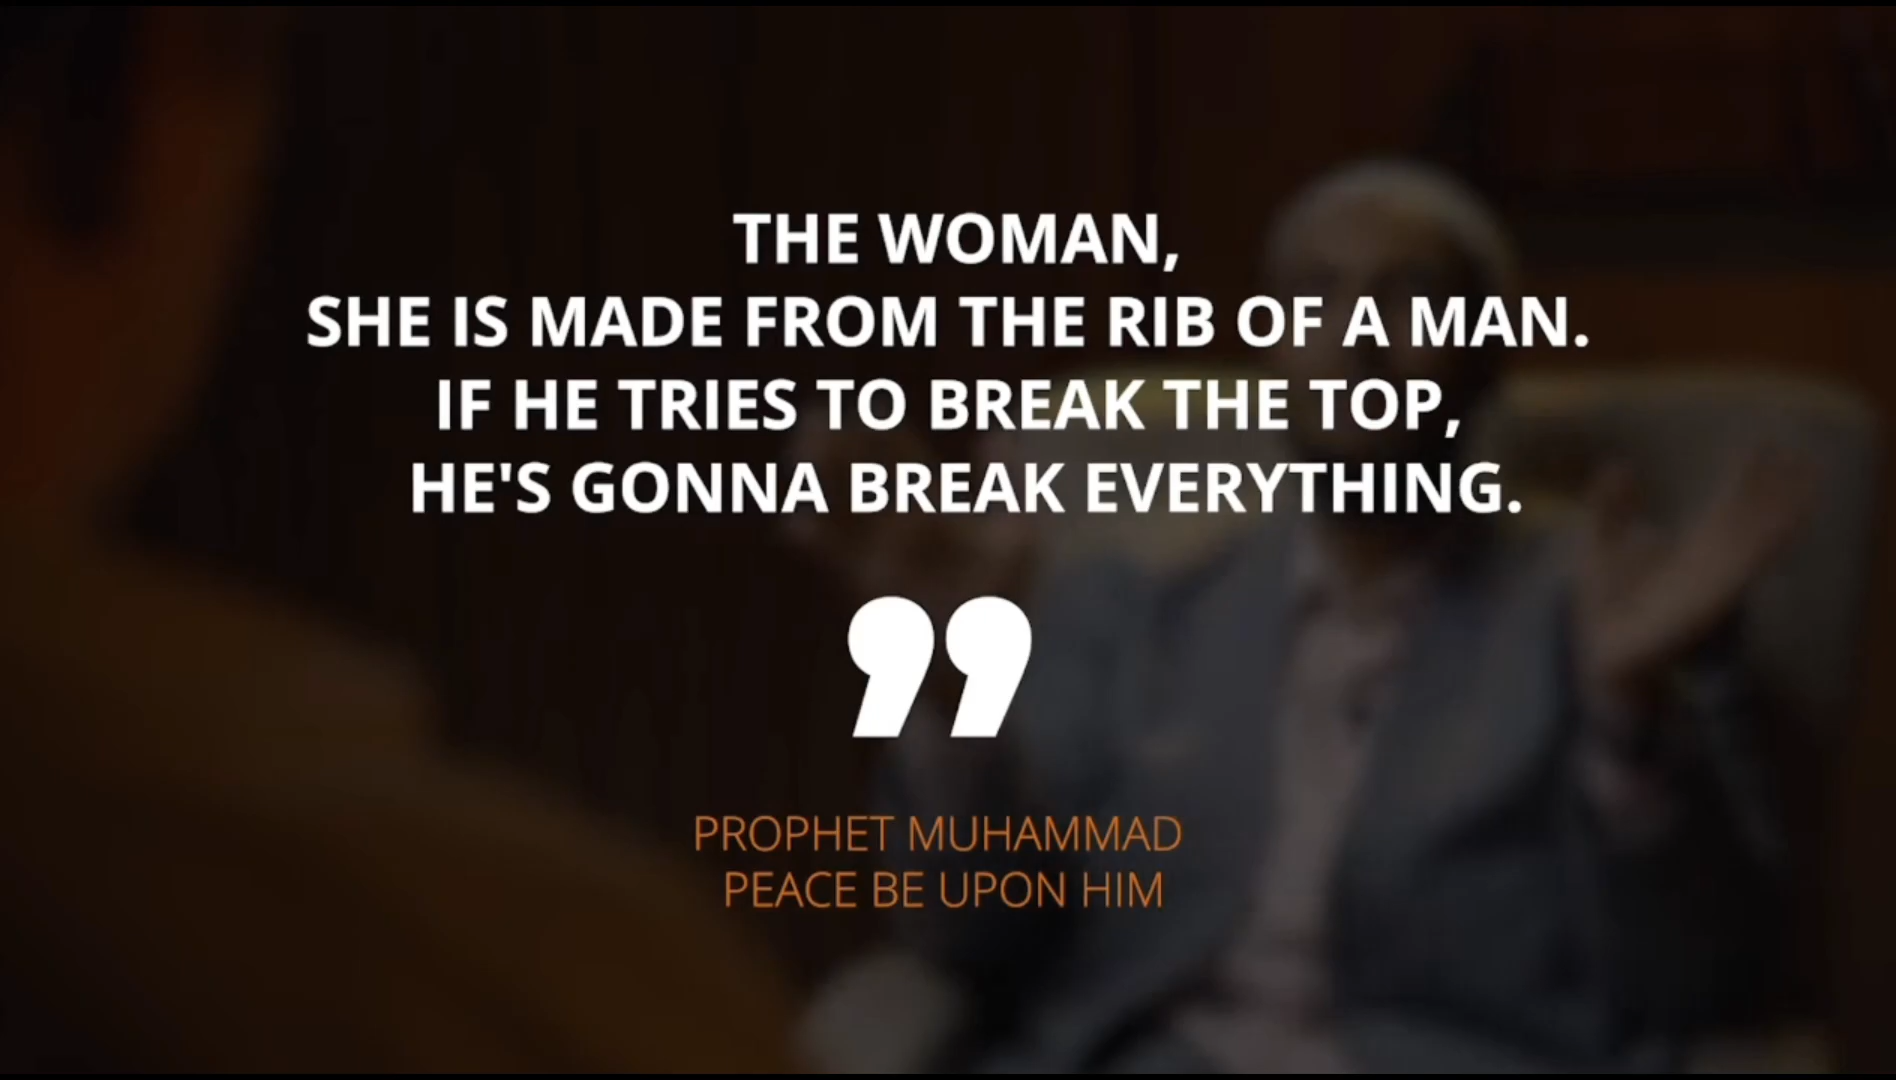 THE WOMAN,
SHE IS MADE FROM THE RIB OF A MAN.
IF HE TRIES TO BREAK THE TOP,
HE'S GONNA BREAK EVERYTHING.
”
PROPHET MUHAMMAD
PEACE BE UPON HIM